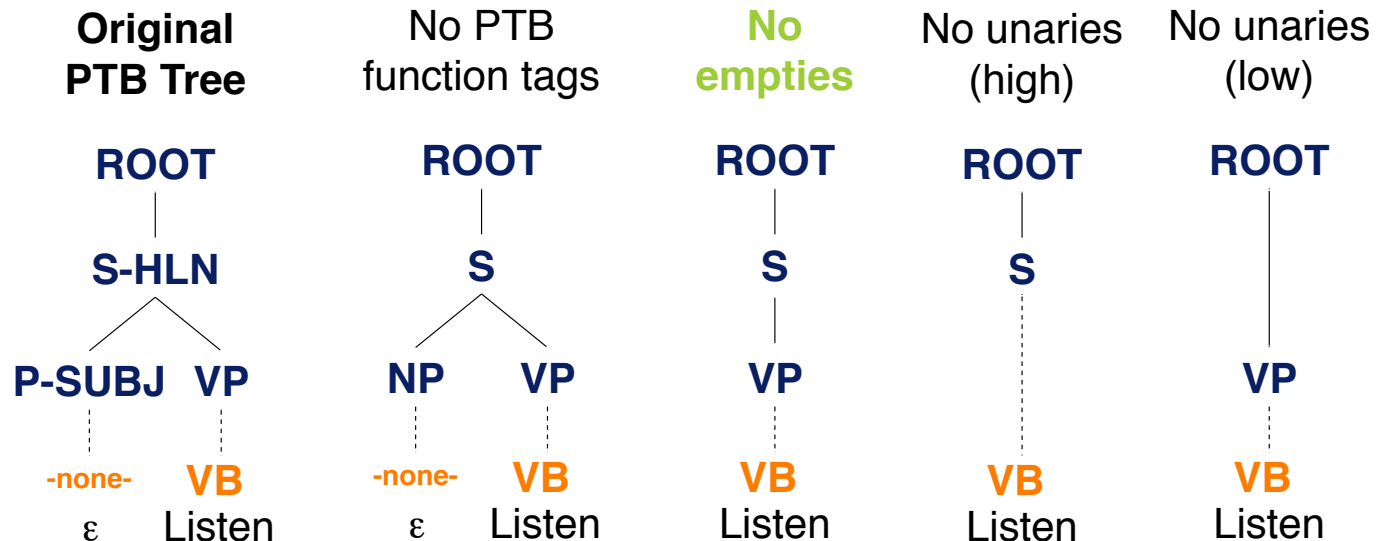 Original PTB Tree
No PTB function tags
No empties
No unaries (high)
No unaries (low)
ROOT ROOT ROOT ROOT ROOT
S-HLN S S S
P-SUBJ VP NP VP VP VP
-none- VB -none- VB VB VB VB
ε Listen ε Listen Listen Listen Listen